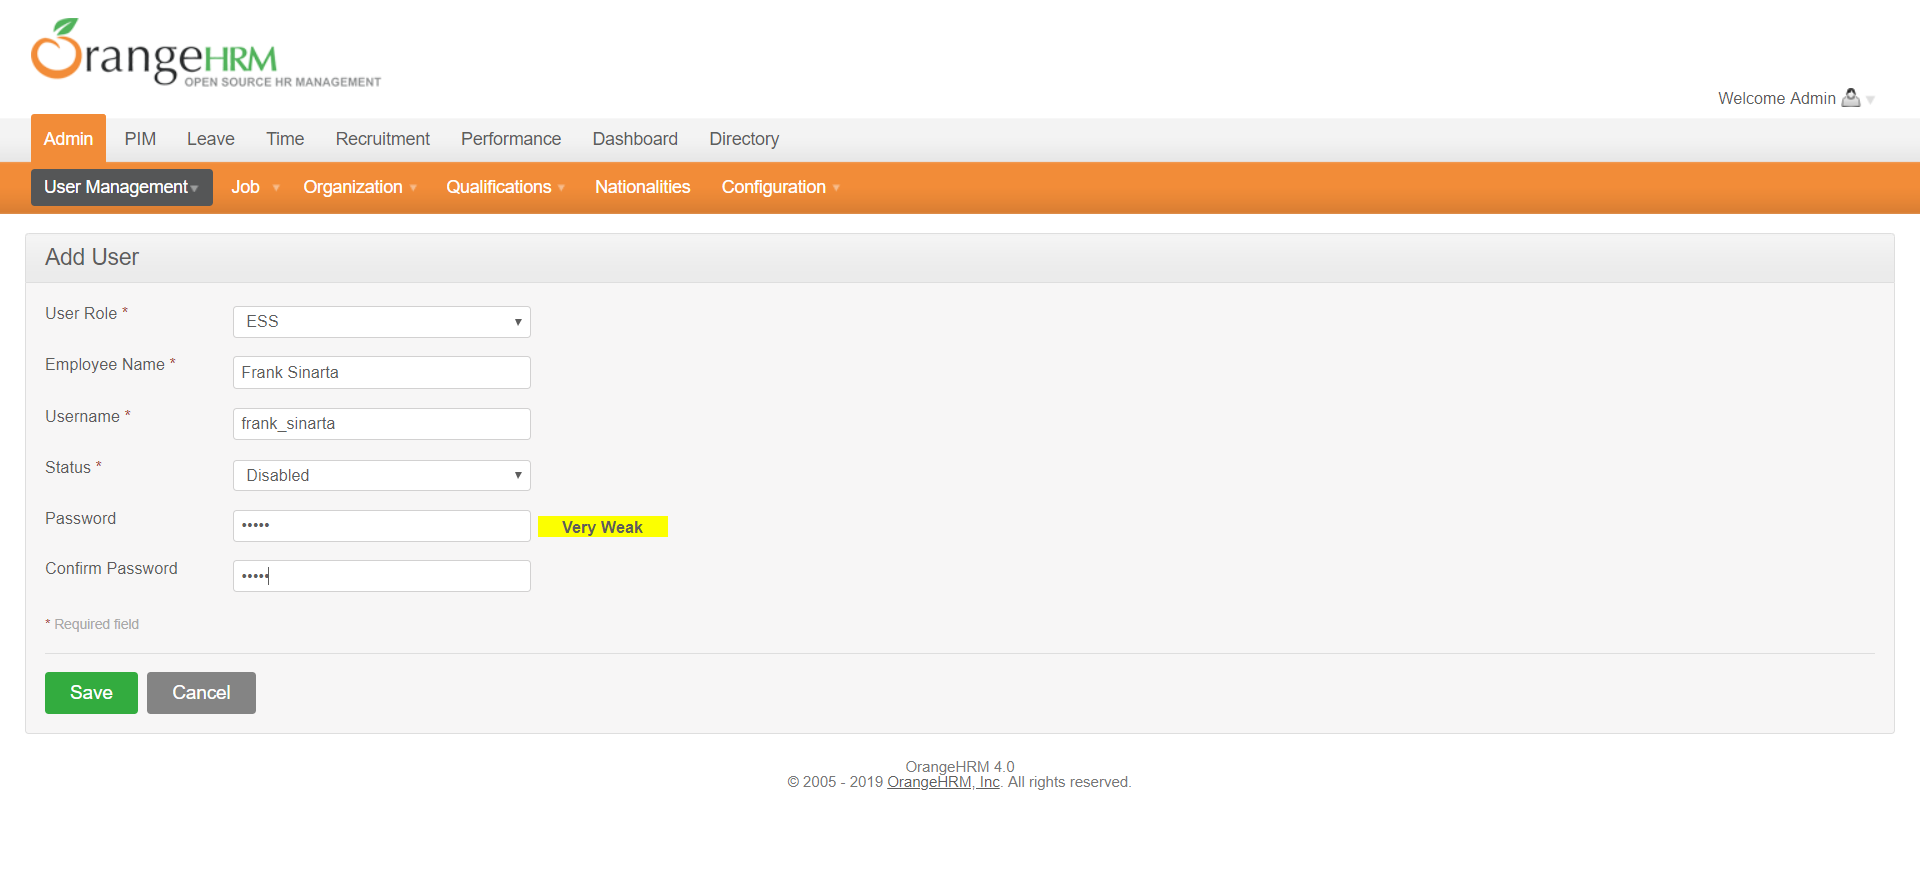 OrangeHRM
OPEN SOURCE HR MANAGEMENT
Welcome Admin
Admin PIM Leave Time Recruitment Performance Dashboard Directory
User Management Job Organization Qualifications Nationalities Configuration
Add User
User Role * ESS
Employee Name * Frank Sinarta
Username * frank_sinarta
Status * Disabled
Password ••••• Very Weak
Confirm Password •••••
* Required field
Save Cancel
OrangeHRM 4.0
© 2005 - 2019 OrangeHRM, Inc. All rights reserved.